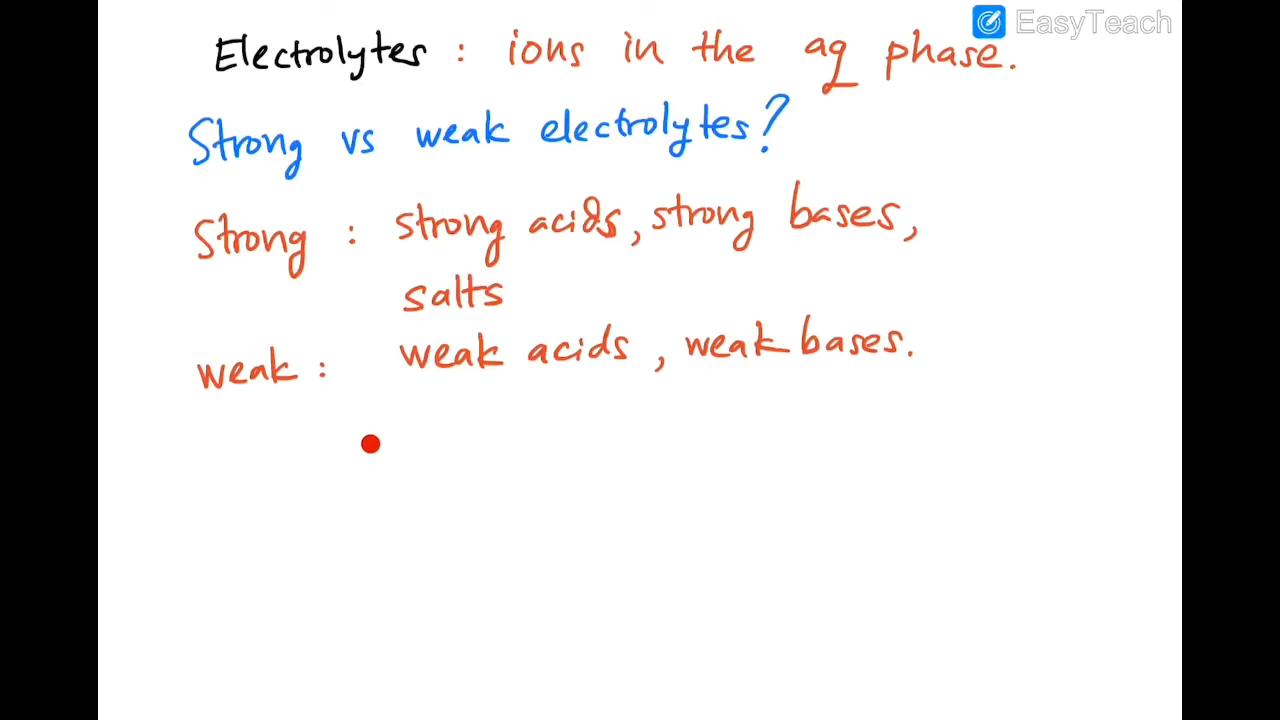 EasyTeach
Electrolytes : ions in the aq phase.
Strong vs weak electrolytes?
Strong : strong acids, strong bases,
salts
weak : weak acids, weak bases.